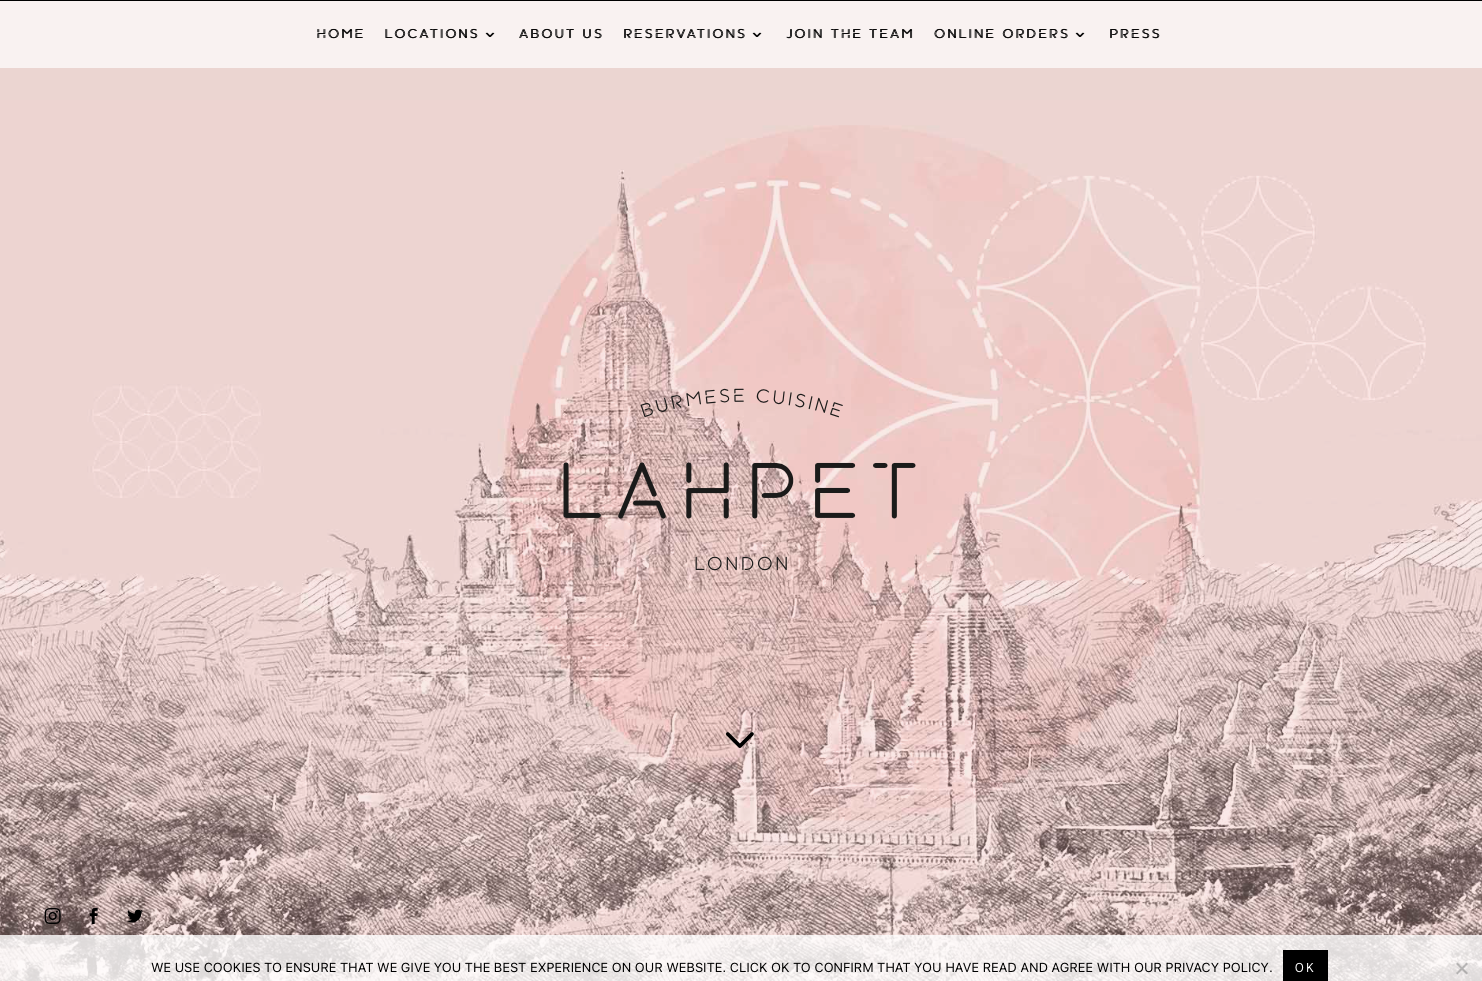 HOME LOCATIONS ABOUT US RESERVATIONS JOIN THE TEAM ONLINE ORDERS PRESS
BURMESE CUISINE
LAHPET
LONDON
WE USE COOKIES TO ENSURE THAT WE GIVE YOU THE BEST EXPERIENCE ON OUR WEBSITE. CLICK OK TO CONFIRM THAT YOU HAVE READ AND AGREE WITH OUR PRIVACY POLICY. OK